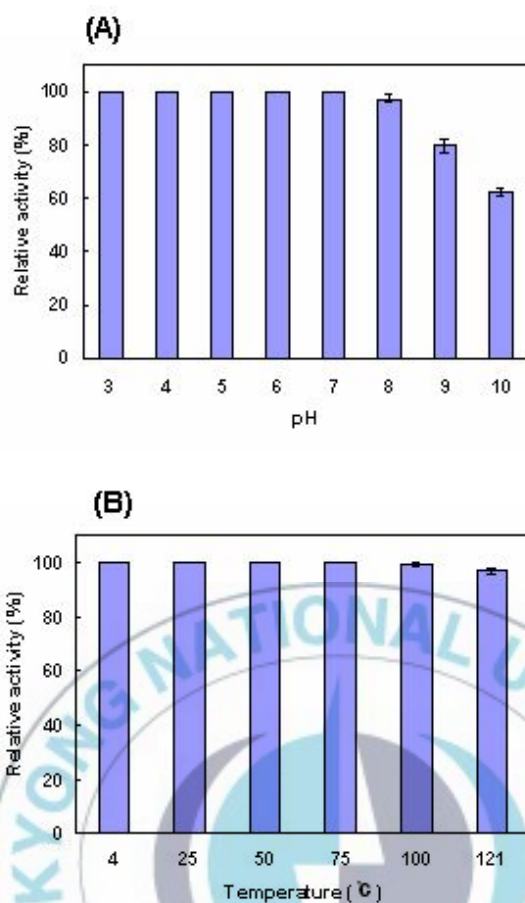 (A)
Relative activity (%)
100
80
60
40
20
0
3 4 5 6 7 8 9 10
pH
(B)
Relative activity (%)
100
80
60
40
20
0
4 25 50 75 100 121
Temperature (℃)
KYONG NATIONAL U